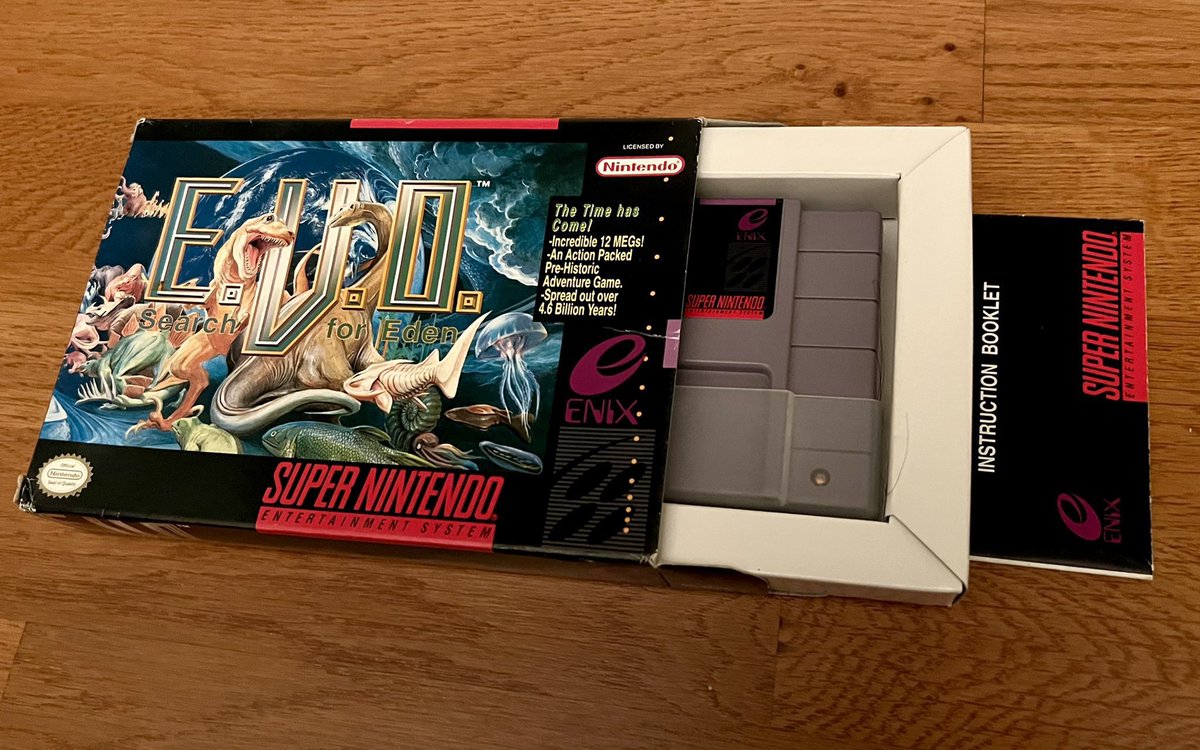 LICENSED BY
Nintendo
E.V.O.™
Search for Eden
The Time has
Come!
-Incredible 12 MEGs!
-An Action Packed
Pre-Historic
Adventure Game.
-Spread out over
4.6 Billion Years!
ENIX
Official
Nintendo
Seal of Quality
SUPER NINTENDO
ENTERTAINMENT SYSTEM
ENIX
SUPER NINTENDO
ENTERTAINMENT SYSTEM
INSTRUCTION BOOKLET
SUPER NINTENDO
ENTERTAINMENT SYSTEM
ENIX